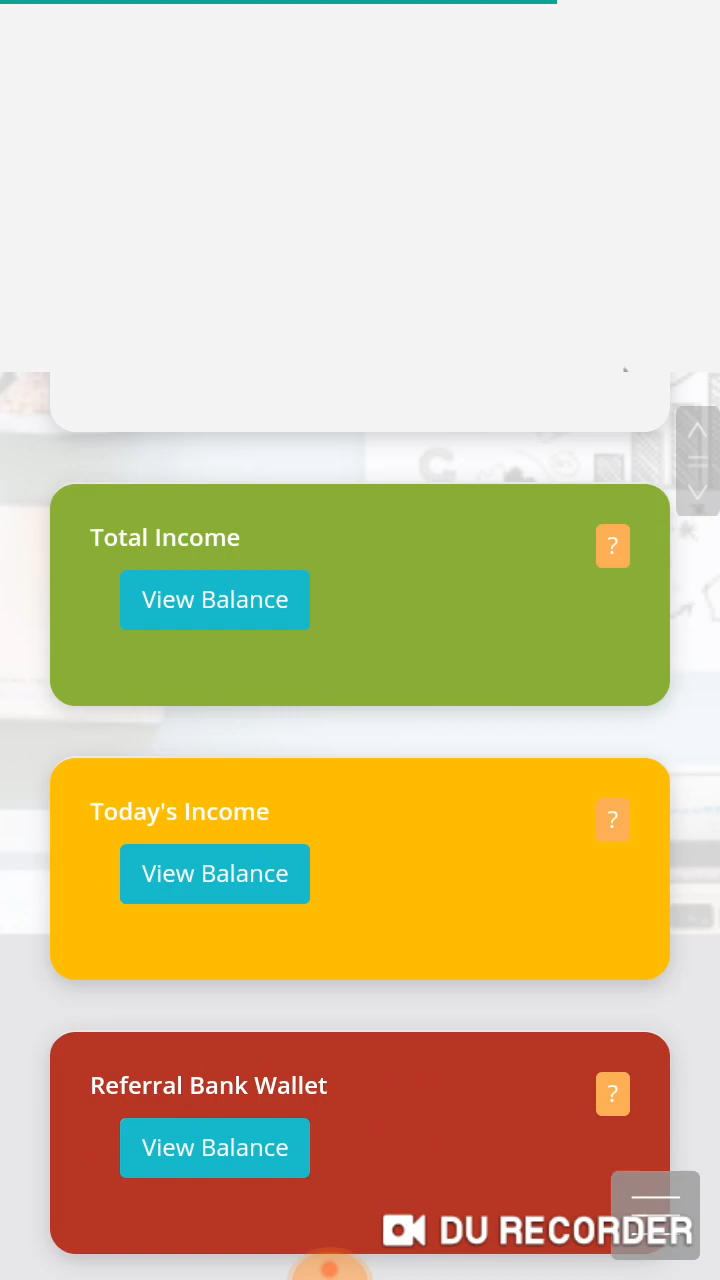 Total Income
?
View Balance
Today's Income
?
View Balance
Referral Bank Wallet
?
View Balance
DU RECORDER